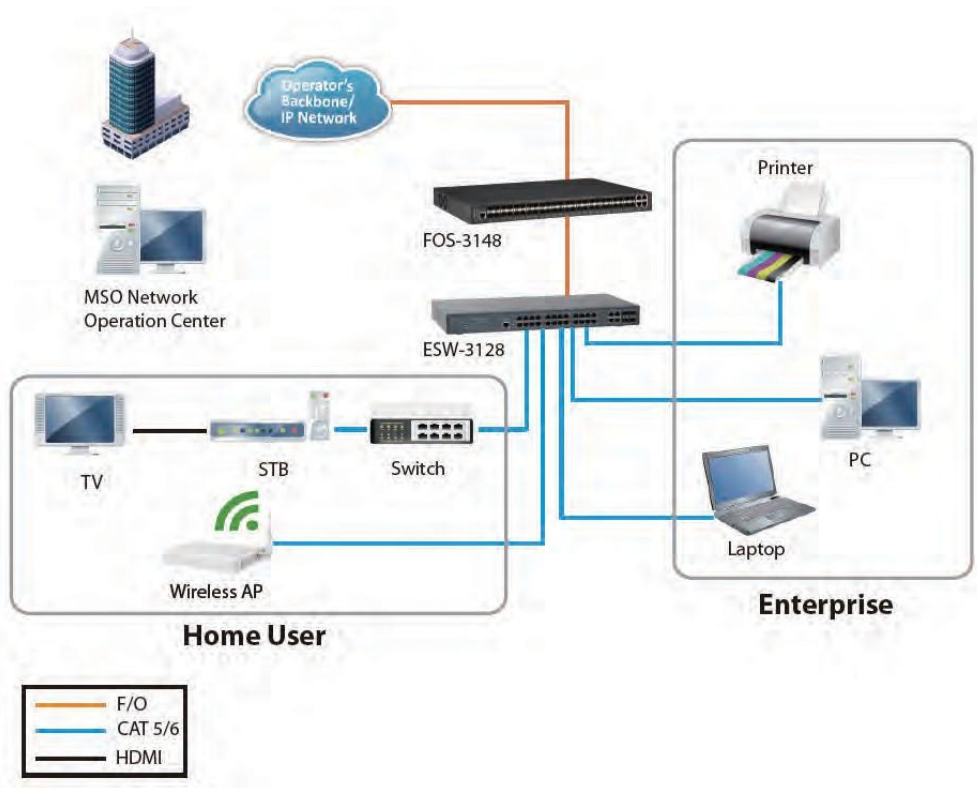 Operator's
Backbone/
IP Network
Printer
FOS-3148
MSO Network
Operation Center
ESW-3128
TV
STB
Switch
PC
Wireless AP
Laptop
Home User
Enterprise
F/O
CAT 5/6
HDMI